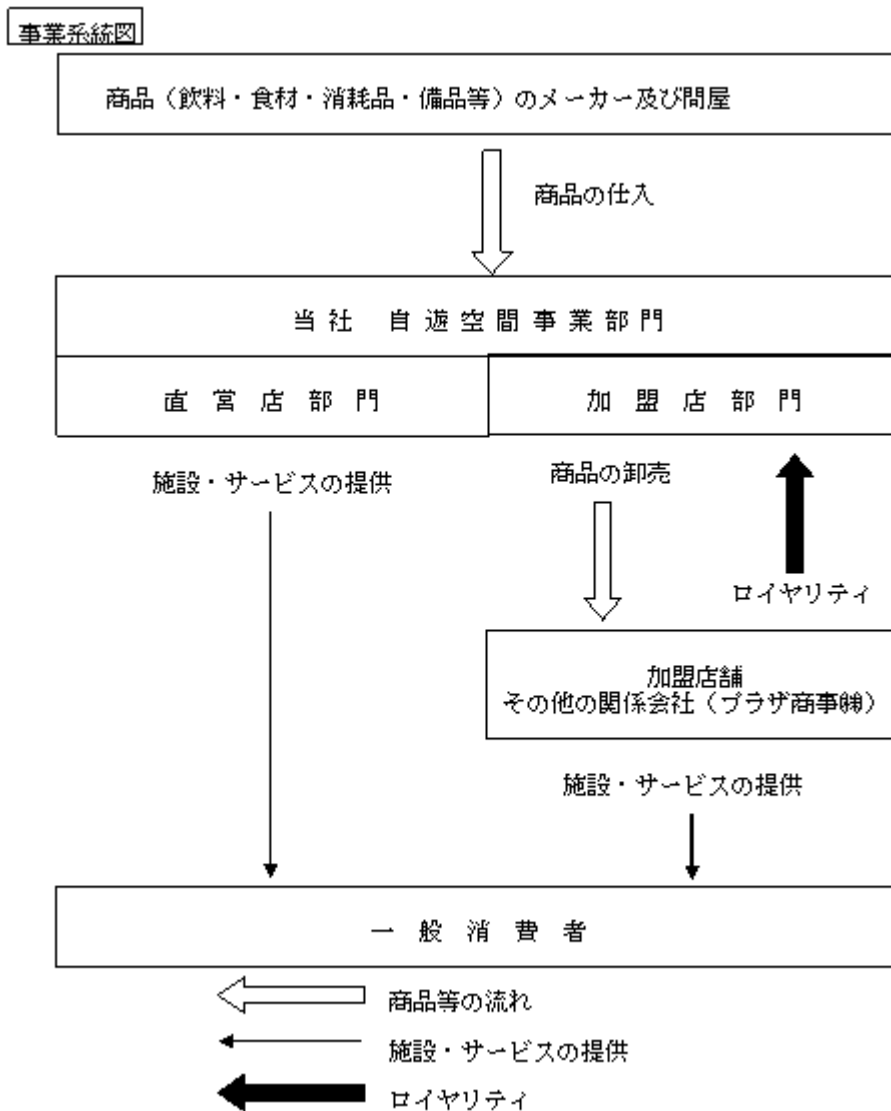 事業系統図
商品（飲料・食材・消耗品・備品等）のメーカー及び問屋
商品の仕入
当社 自遊空間事業部門
直営店部門
加盟店部門
施設・サービスの提供
商品の卸売
ロイヤリティ
加盟店舗
その他の関係会社（プラザ商事㈱）
施設・サービスの提供
一般消費者
商品等の流れ
施設・サービスの提供
ロイヤリティ